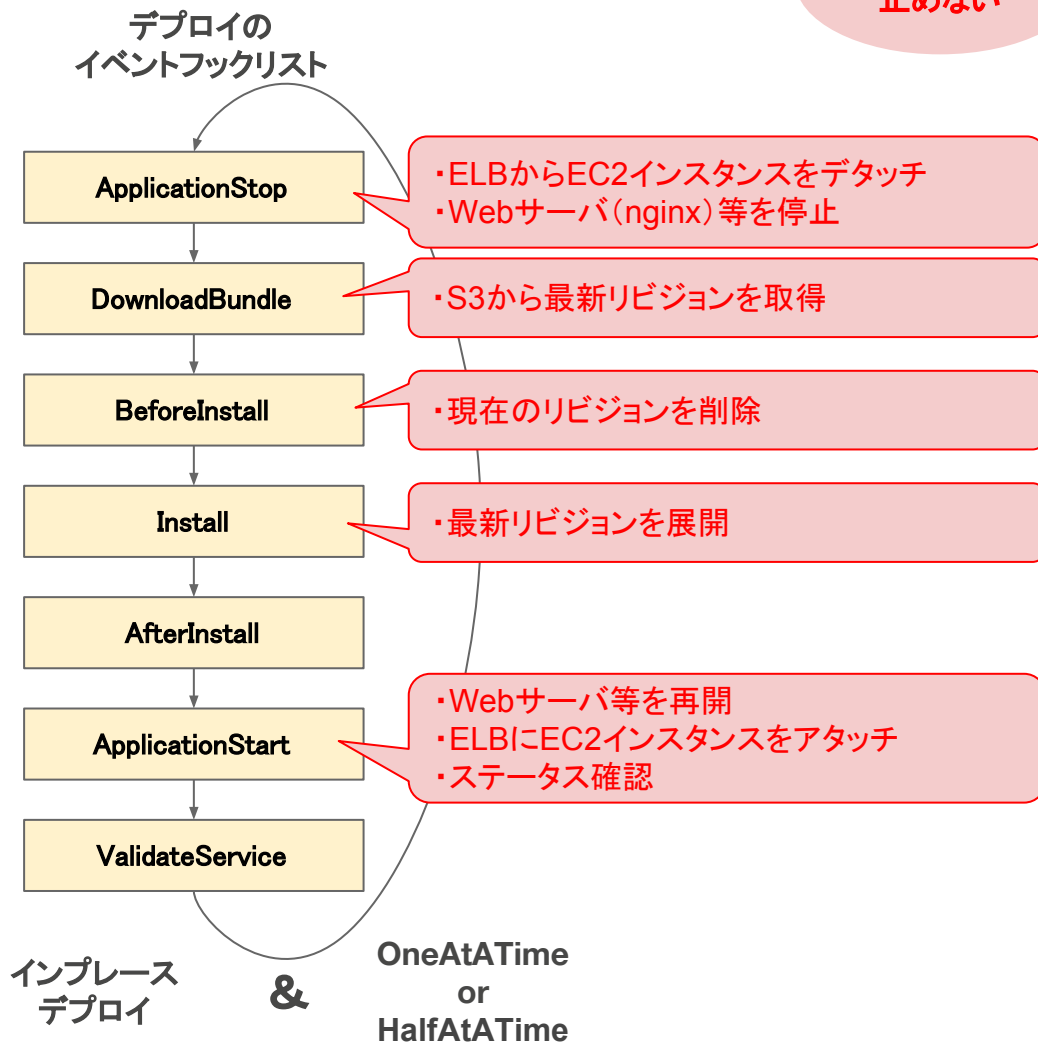 止めない
デプロイの
イベントフックリスト
ApplicationStop
・ELBからEC2インスタンスをデタッチ
・Webサーバ（nginx）等を停止
DownloadBundle
・S3から最新リビジョンを取得
BeforeInstall
・現在のリビジョンを削除
Install
・最新リビジョンを展開
AfterInstall
ApplicationStart
・Webサーバ等を再開
・ELBにEC2インスタンスをアタッチ
・ステータス確認
ValidateService
インプレース
デプロイ
&
OneAtATime
or
HalfAtATime